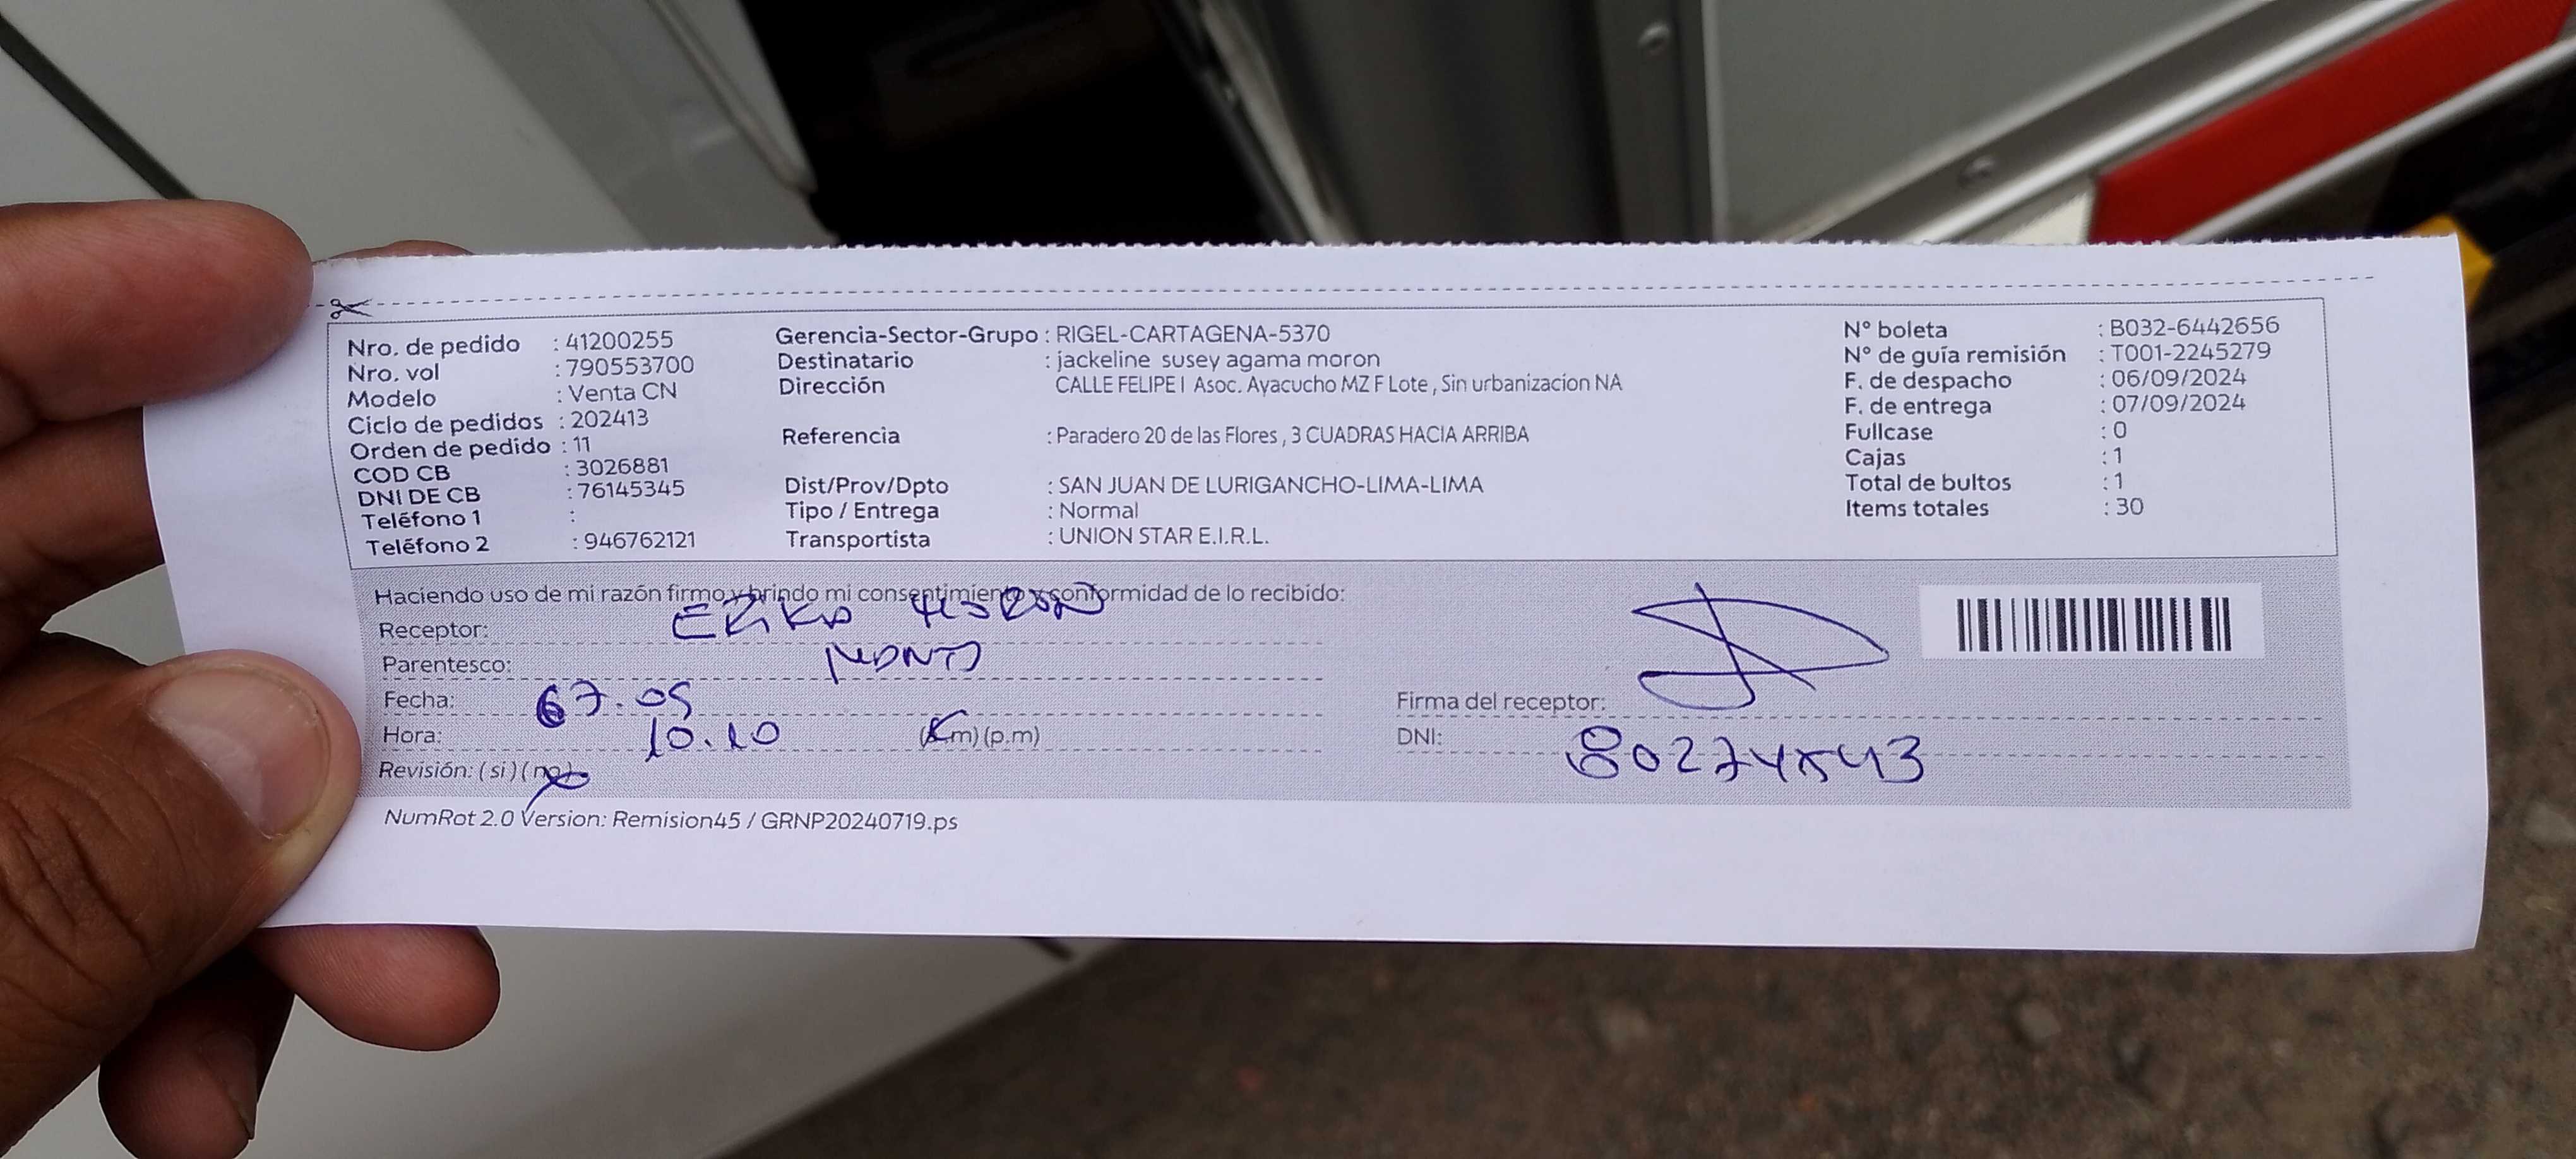 Nro. de pedido : 41200255
Nro. vol : 790553700
Modelo : Venta CN
Ciclo de pedidos : 202413
Orden de pedido : 11
COD CB : 3026881
DNI DE CB : 76145345
Teléfono 1 :
Teléfono 2 : 946762121
Gerencia-Sector-Grupo : RIGEL-CARTAGENA-5370
Destinatario : jackeline susey agama moron
Dirección CALLE FELIPE I Asoc. Ayacucho MZ F Lote , Sin urbanizacion NA
Referencia : Paradero 20 de las Flores , 3 CUADRAS HACIA ARRIBA
Dist/Prov/Dpto : SAN JUAN DE LURIGANCHO-LIMA-LIMA
Tipo / Entrega : Normal
Transportista : UNION STAR E.I.R.L.
N° boleta : B032-6442656
N° de guía remisión : T001-2245279
F. de despacho : 06/09/2024
F. de entrega : 07/09/2024
Fullcase : 0
Cajas : 1
Total de bultos : 1
Items totales : 30
Haciendo uso de mi razón firmo y brindo mi consentimiento y conformidad de lo recibido:
Receptor: ERIKA MORON
Parentesco:
Fecha:
Hora: 10.10 (a.m) (p.m)
Revisión: (si) (no)
Firma del receptor:
DNI: 80274543
NumRot 2.0 Version: Remision45 / GRNP20240719.ps